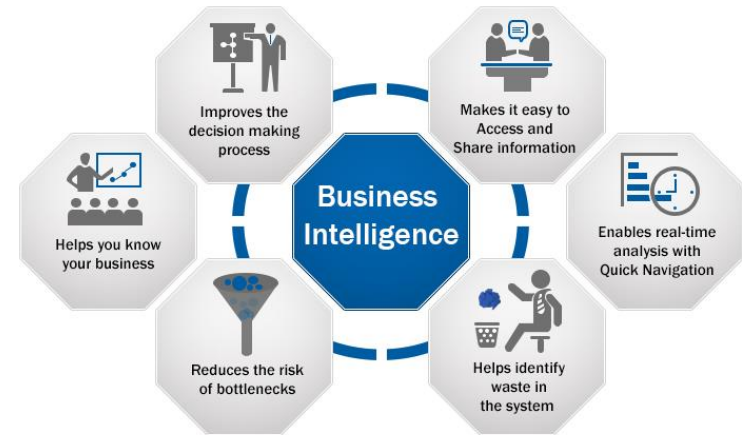 Improves the
decision making
process
Makes it easy to
Access and
Share information
Helps you know
your business
Business
Intelligence
Enables real-time
analysis with
Quick Navigation
Reduces the risk
of bottlenecks
Helps identify
waste in
the system